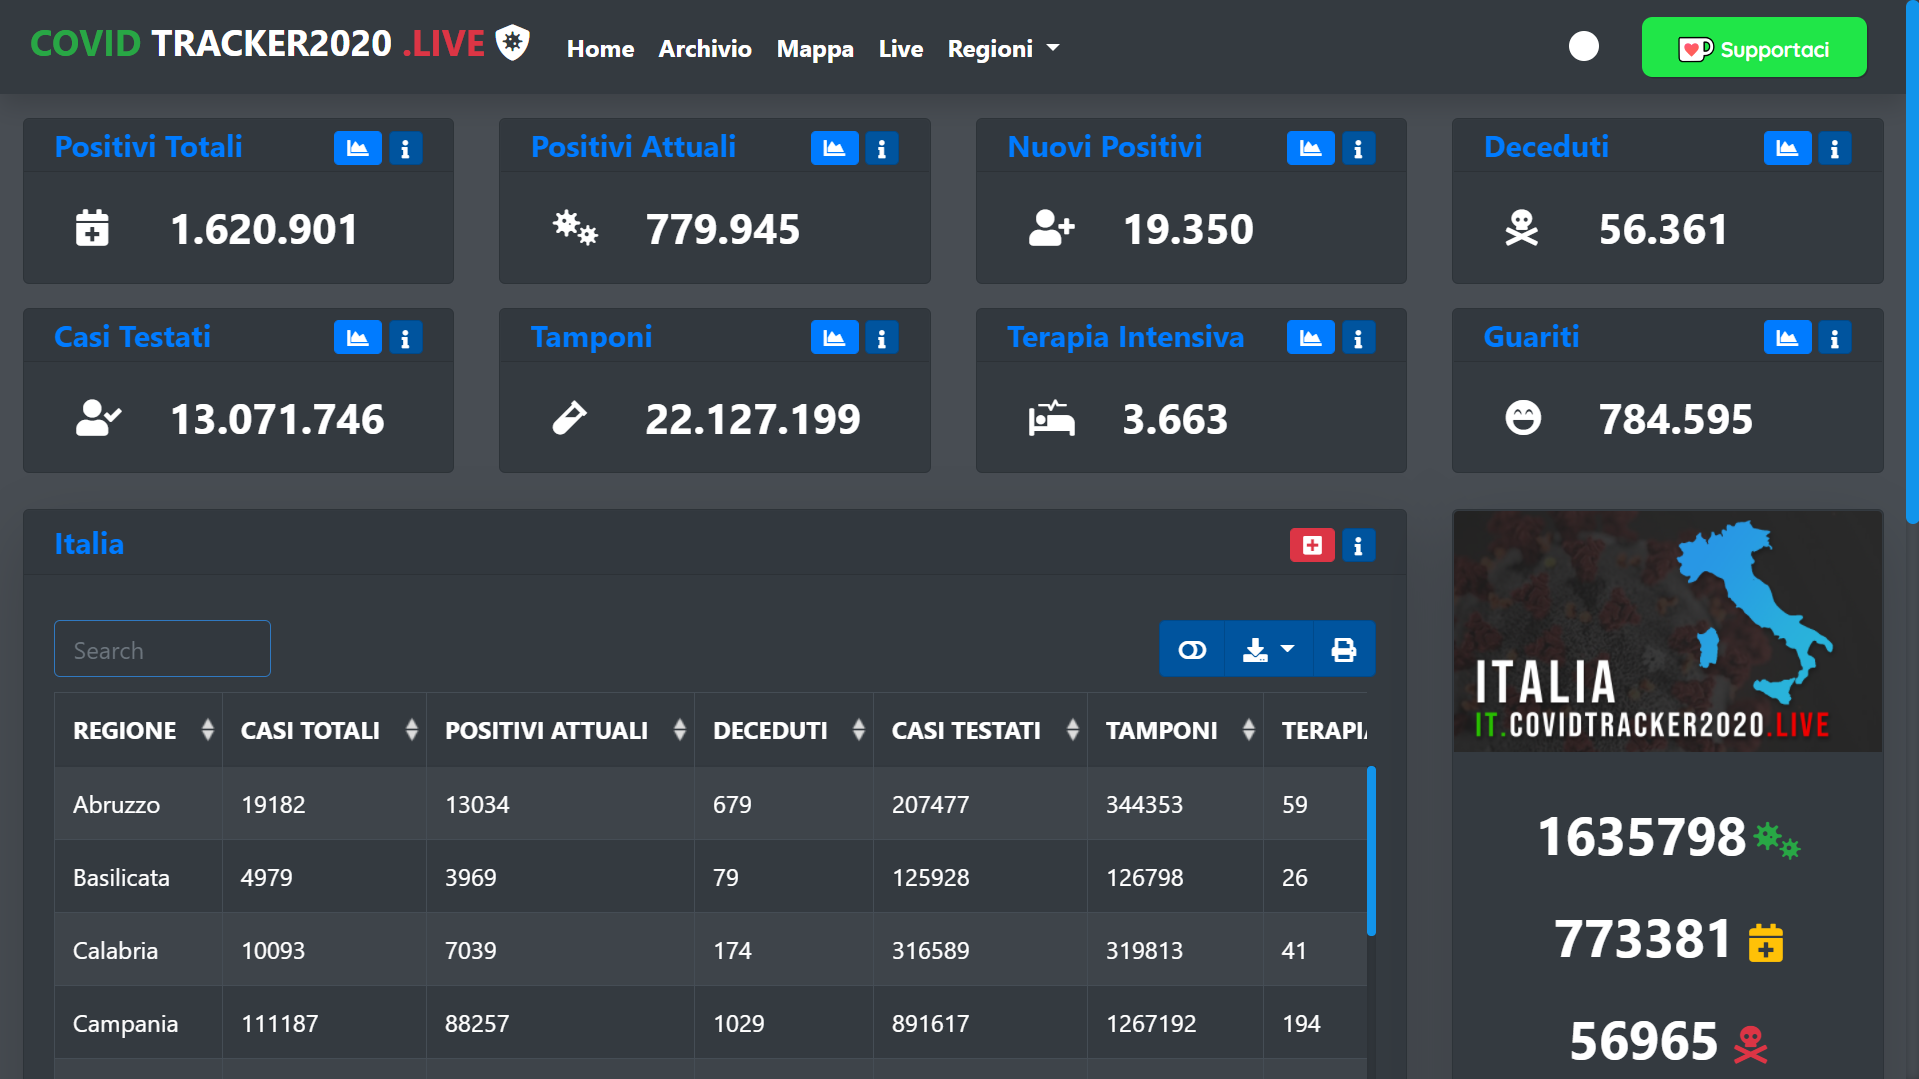 COVID TRACKER2020 .LIVE
Home Archivio Mappa Live Regioni
Supportaci
Positivi Totali
1.620.901
Positivi Attuali
779.945
Nuovi Positivi
19.350
Deceduti
56.361
Casi Testati
13.071.746
Tamponi
22.127.199
Terapia Intensiva
3.663
Guariti
784.595
Italia
Search
REGIONE CASI TOTALI POSITIVI ATTUALI DECEDUTI CASI TESTATI TAMPONI TERAPIA
Abruzzo 19182 13034 679 207477 344353 59
Basilicata 4979 3969 79 125928 126798 26
Calabria 10093 7039 174 316589 319813 41
Campania 111187 88257 1029 891617 1267192 194
ITALIA
IT.COVIDTRACKER2020.LIVE
1635798
773381
56965